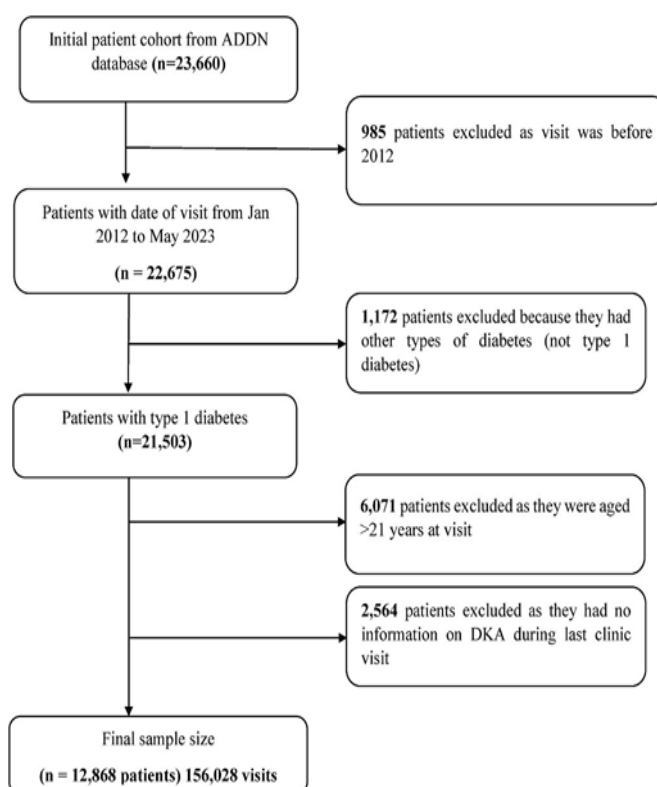 Initial patient cohort from ADDN
database (n=23,660)
985 patients excluded as visit was before
2012
Patients with date of visit from Jan
2012 to May 2023
(n = 22,675)
1,172 patients excluded because they had
other types of diabetes (not type 1
diabetes)
Patients with type 1 diabetes
(n=21,503)
6,071 patients excluded as they were aged
>21 years at visit
2,564 patients excluded as they had no
information on DKA during last clinic
visit
Final sample size
(n = 12,868 patients) 156,028 visits